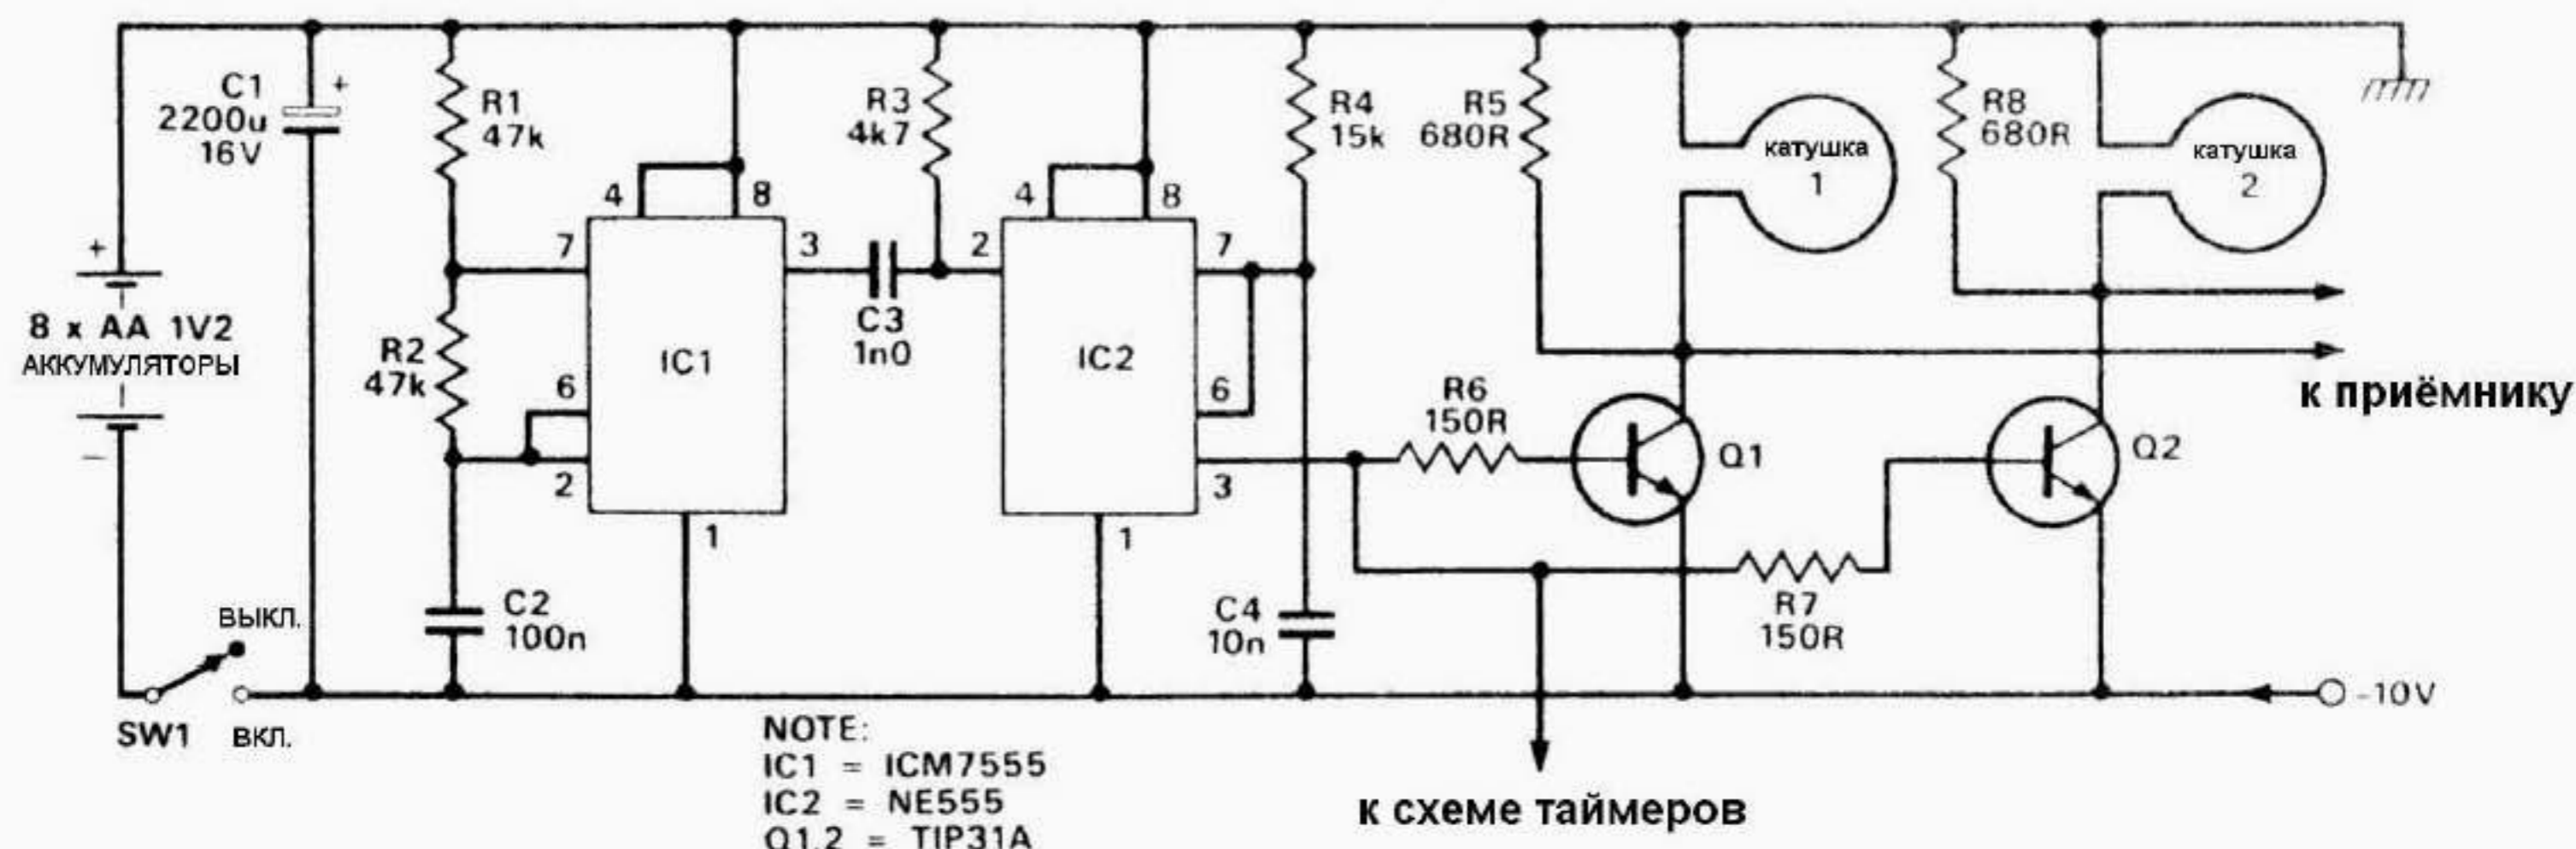 C1
2200u
16V
+
R1
47k
R3
4k7
R4
15k
R5
680R
катушка
1
R8
680R
катушка
2
4
8
4
8
7
3
2
7
+
8 x AA 1V2
АККУМУЛЯТОРЫ
–
R2
47k
6
2
IC1
1
C3
1n0
IC2
6
3
1
R6
150R
Q1
Q2
к приёмнику
R7
150R
C2
100n
C4
10n
ВЫКЛ.
SW1
ВКЛ.
-10V
NOTE:
IC1 = ICM7555
IC2 = NE555
Q1,2 = TIP31A
к схеме таймеров